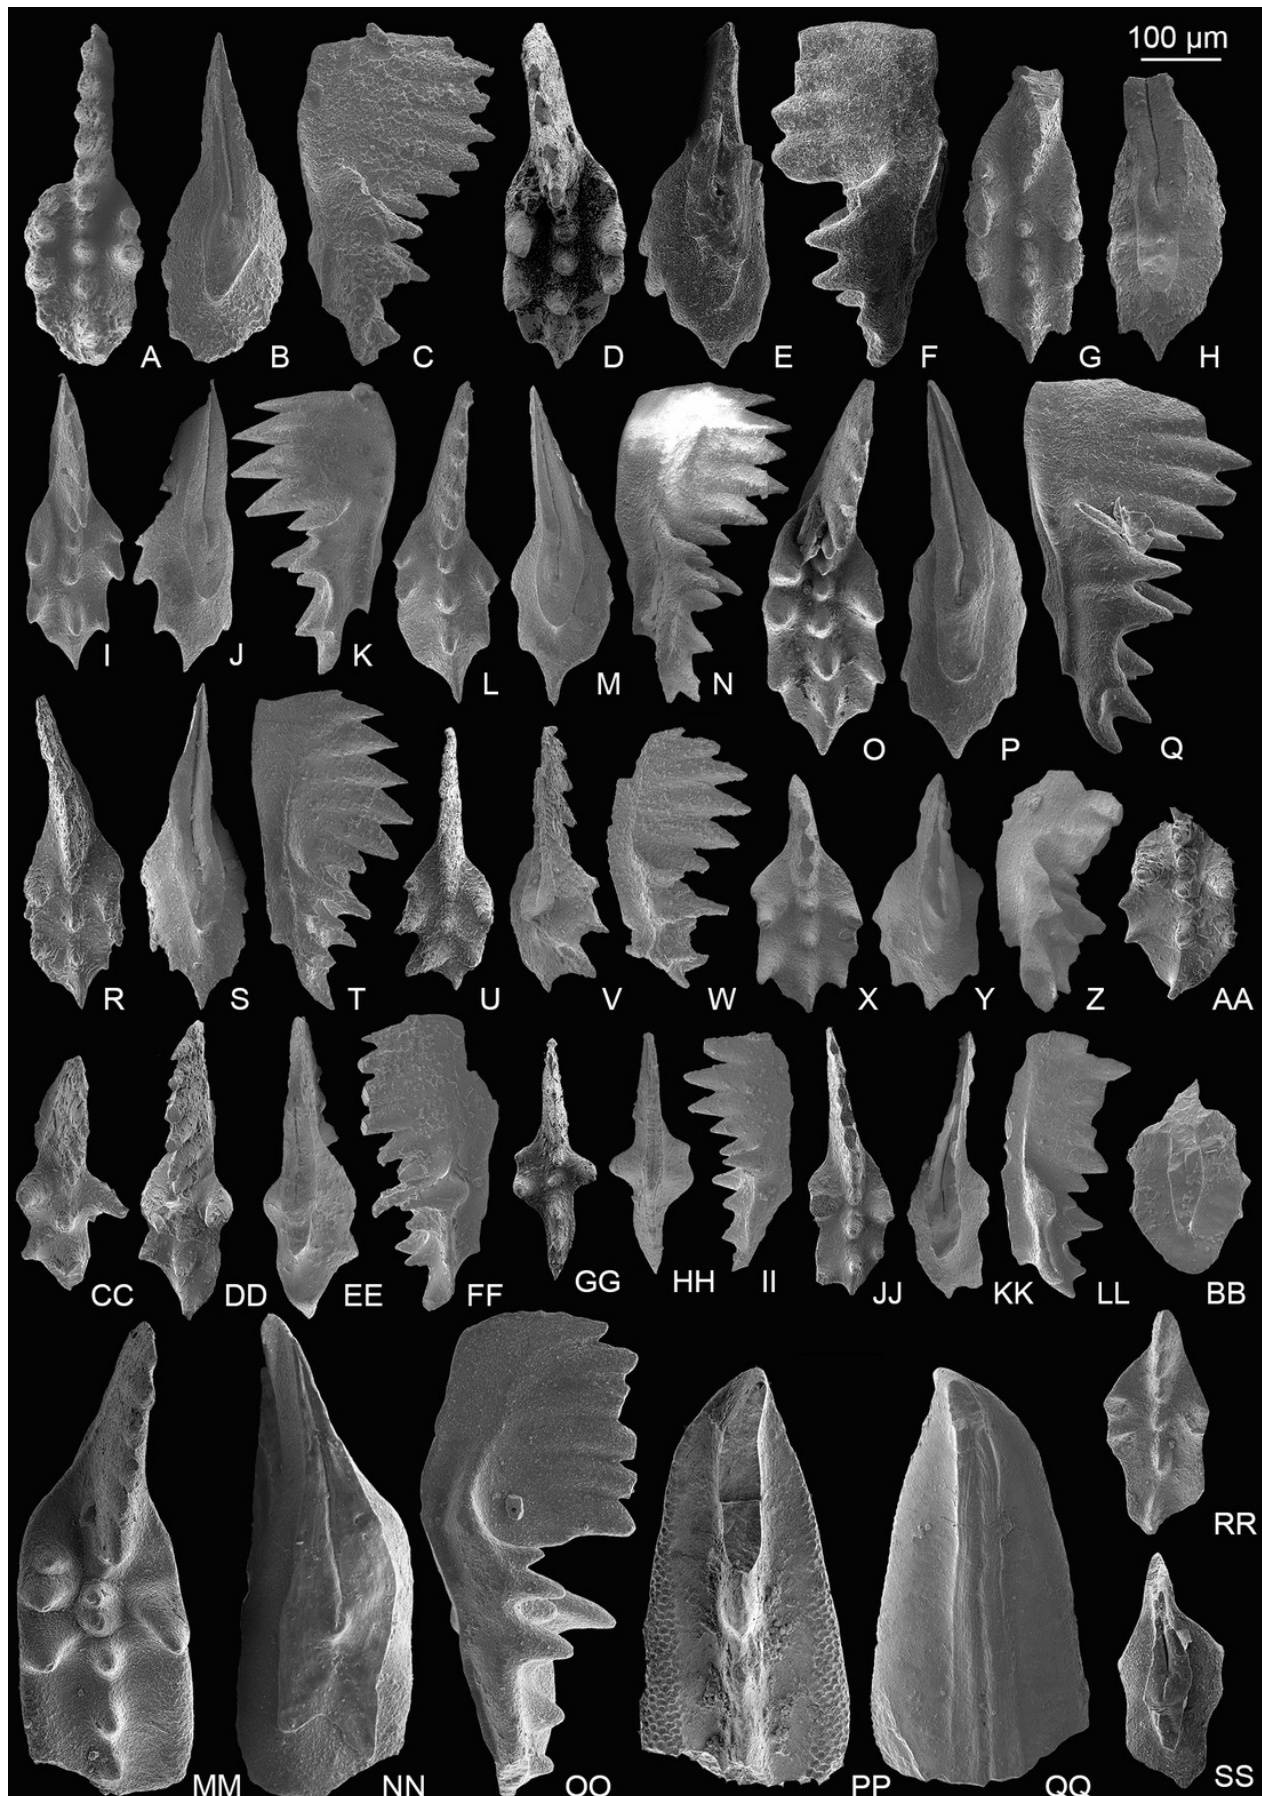 100 µm
A B C D E F G H
I J K L M N O P Q
R S T U V W X Y Z AA
CC DD EE FF GG HH II JJ KK LL BB
RR
MM NN OO PP QQ SS